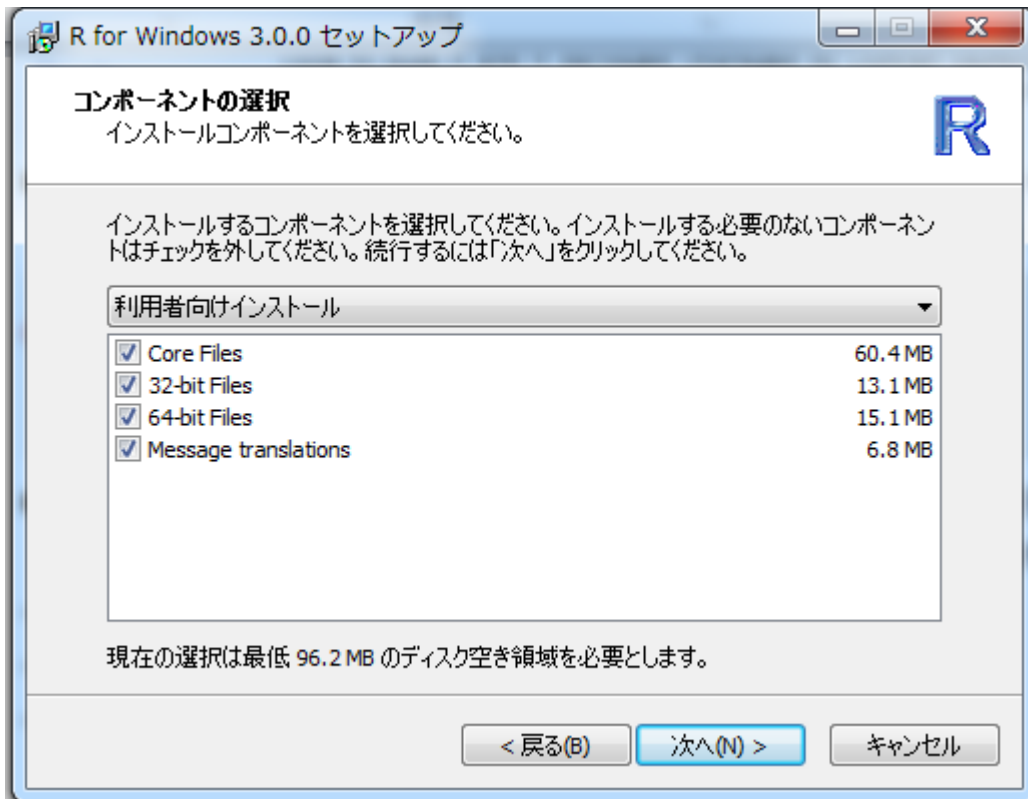 R for Windows 3.0.0 セットアップ
コンポーネントの選択
インストールコンポーネントを選択してください。
R
インストールするコンポーネントを選択してください。インストールする必要のないコンポーネン
トはチェックを外してください。続行するには「次へ」をクリックしてください。
利用者向けインストール
Core Files 60.4 MB
32-bit Files 13.1 MB
64-bit Files 15.1 MB
Message translations 6.8 MB
現在の選択は最低 96.2 MB のディスク空き領域を必要とします。
< 戻る(B) 次へ(N) > キャンセル